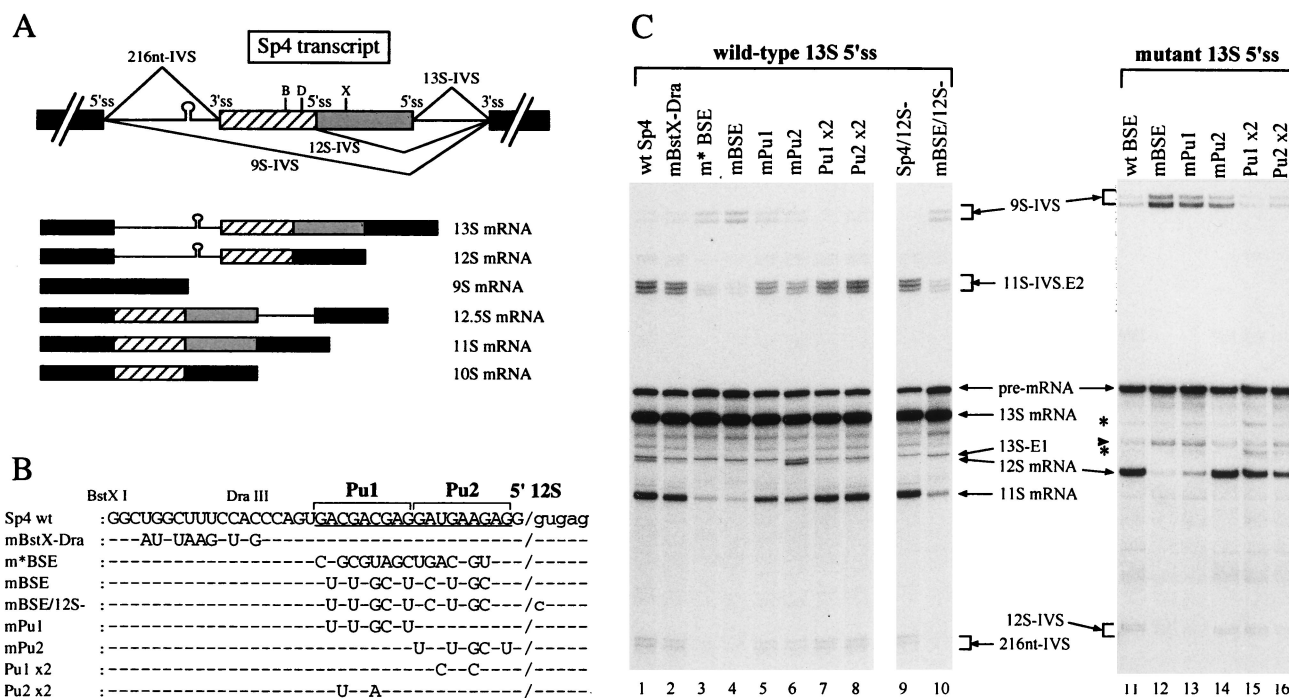 A
Sp4 transcript
216nt-IVS
13S-IVS
5'ss
3'ss
B
D
5'ss
X
5'ss
3'ss
12S-IVS
9S-IVS
13S mRNA
12S mRNA
9S mRNA
12.5S mRNA
11S mRNA
10S mRNA
B
BstX I
Dra III
Pu1
Pu2
5' 12S
Sp4 wt :GGCUGGCUUUCCACCCAGUGACGACGAGGAUGAAGAGG/gugag
mBstX-Dra :--AU-UAAG-U-G------------------------/-----
m*BSE :--------------C-GCGUAGCUGAC-GU---/-----
mBSE :---------------U-U-GC-U-C-U-GC---/-----
mBSE/12S- :---------------U-U-GC-U-C-U-GC---/c----
mPu1 :---------------U-U-GC-U----------/-----
mPu2 :---------------------U-U-GC-U-/-----
Pu1 x2 :----------------------C-C-----/-----
Pu2 x2 :----------------U-A-----------/-----
C
wild-type 13S 5'ss
mutant 13S 5'ss
wt Sp4
mBstX-Dra
m* BSE
mBSE
mPu1
mPu2
Pu1 x2
Pu2 x2
Sp4/12S-
mBSE/12S-
wt BSE
mBSE
mPu1
mPu2
Pu1 x2
Pu2 x2
9S-IVS
11S-IVS.E2
pre-mRNA
13S mRNA
*
13S-E1
*
12S mRNA
11S mRNA
12S-IVS
216nt-IVS
1 2 3 4 5 6 7 8 9 10 11 12 13 14 15 16